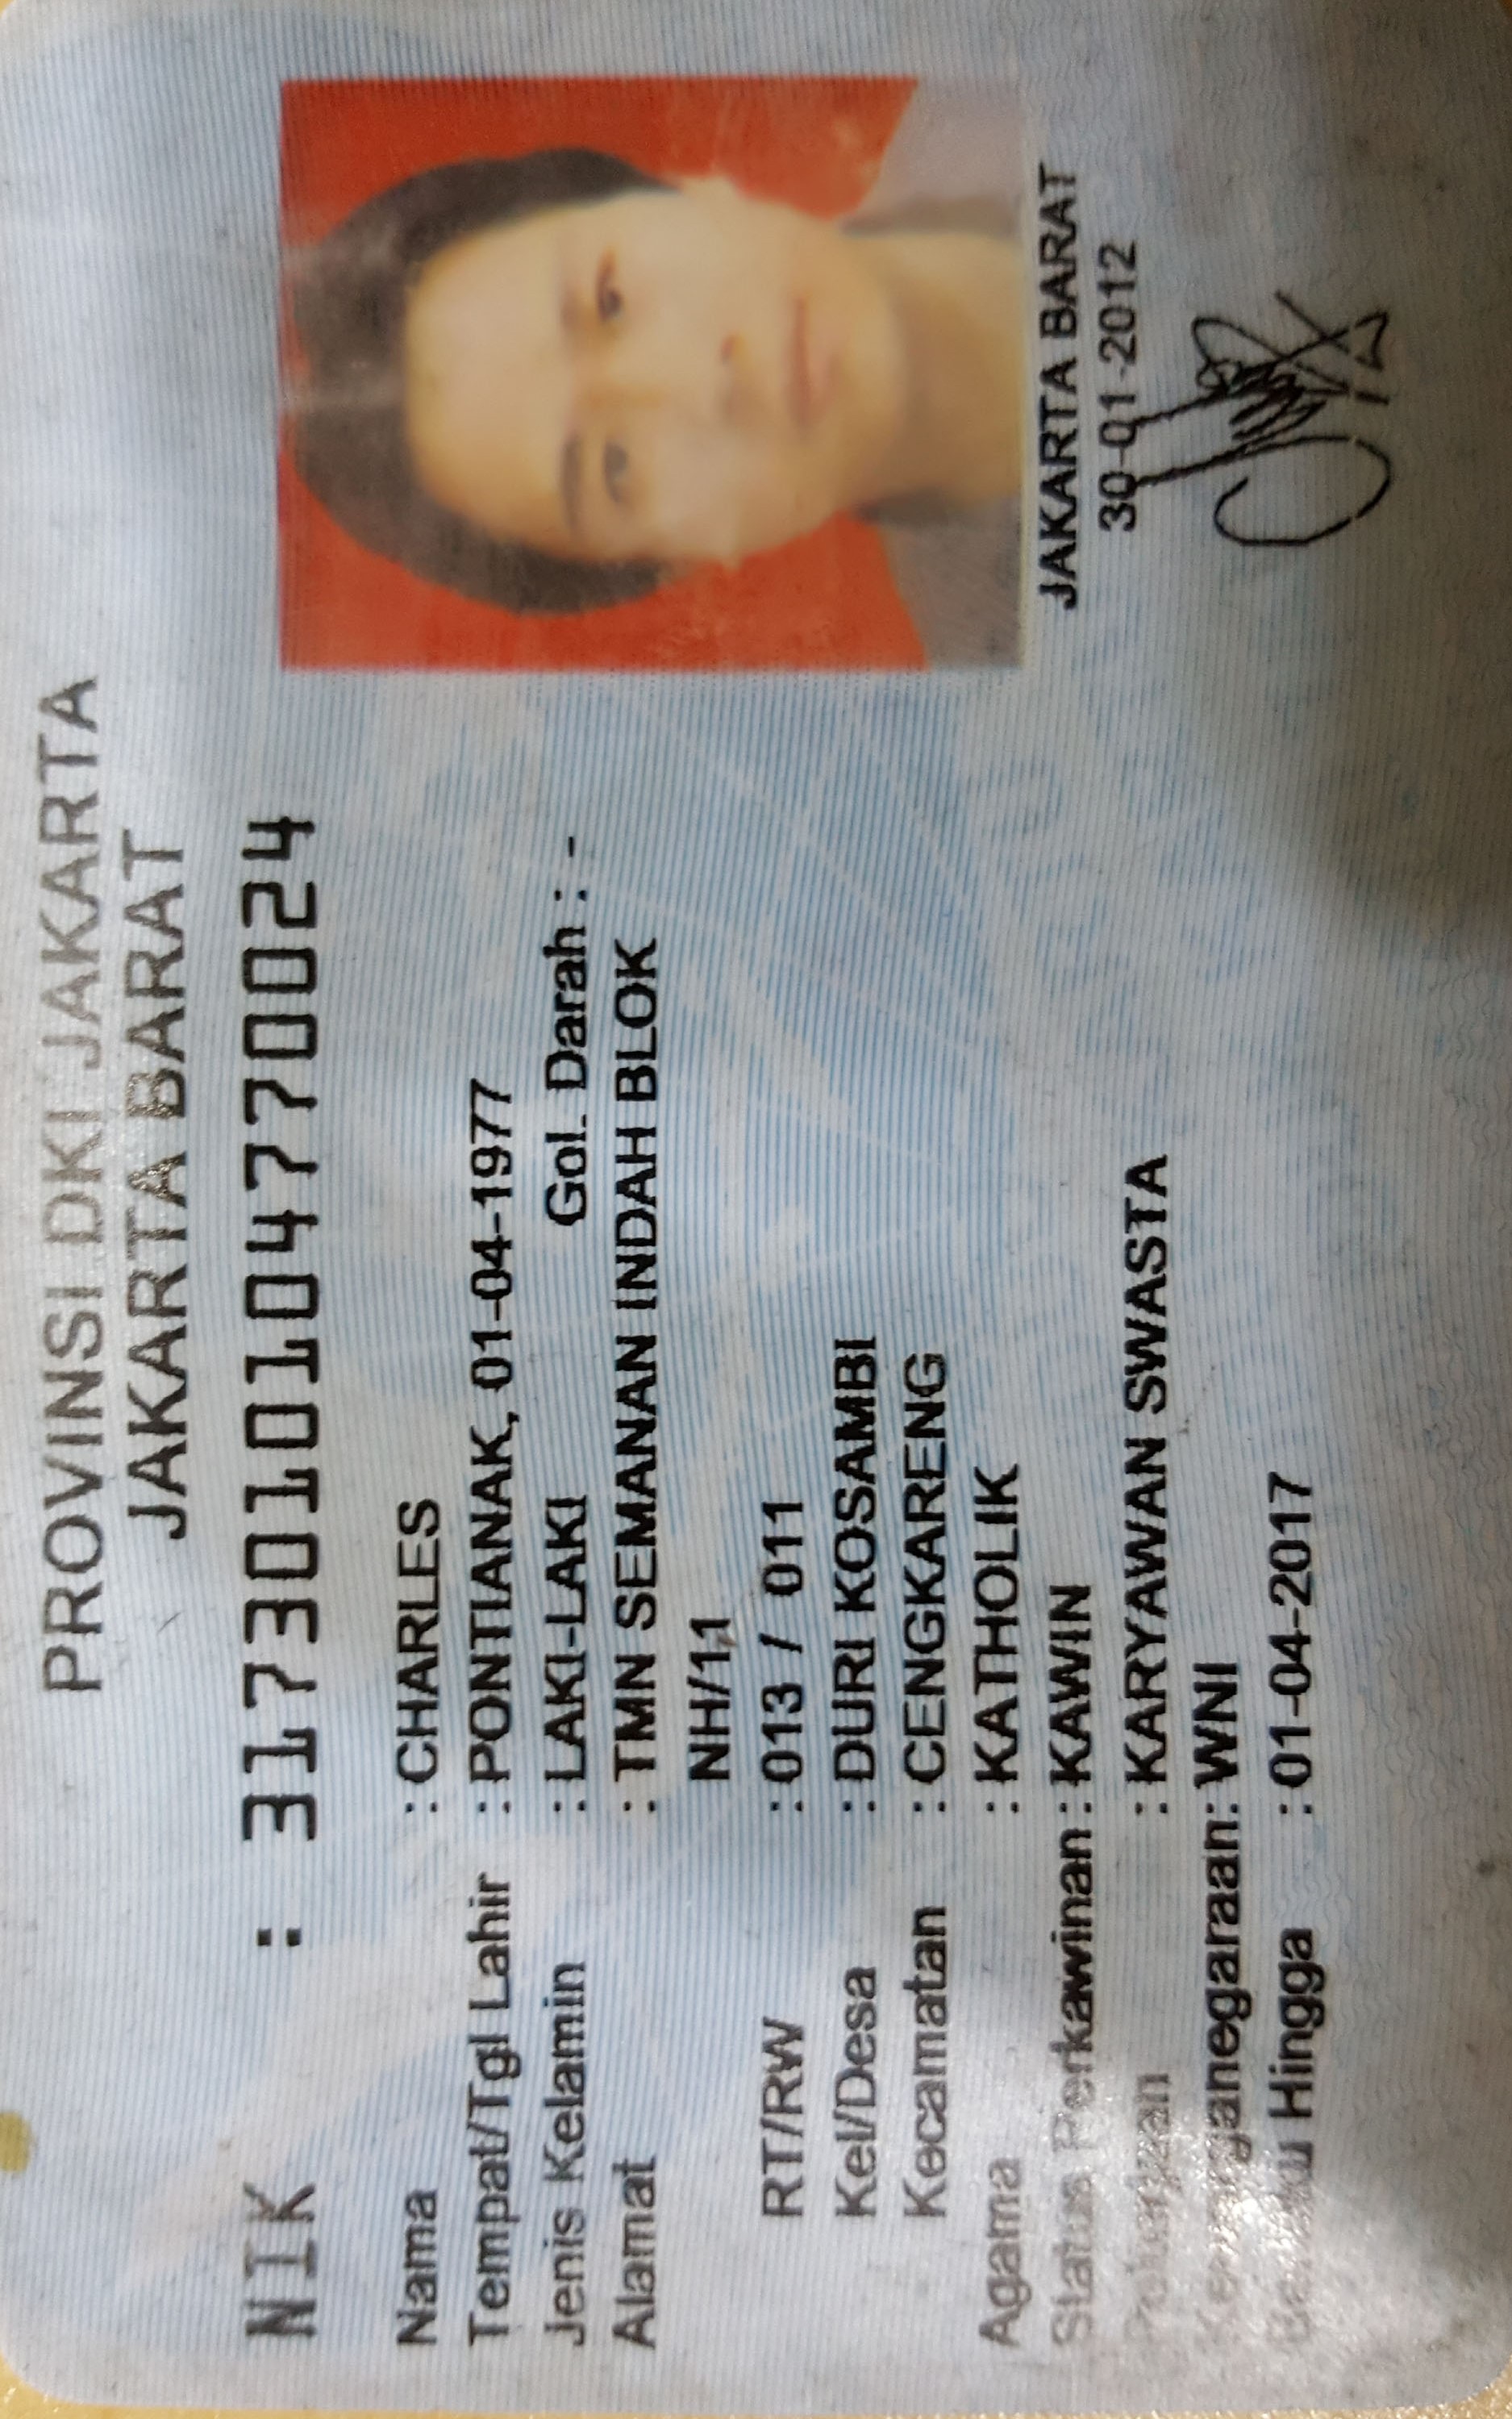 PROVINSI DKI JAKARTA
JAKARTA BARAT
NIK : 3173010104770024
Nama : CHARLES
Tempat/Tgl Lahir : PONTIANAK, 01-04-1977
Jenis Kelamin : LAKI-LAKI Gol. Darah : -
Alamat : TMN SEMANAN INDAH BLOK
NH/11
RT/RW : 013 / 011
Kel/Desa : DURI KOSAMBI
Kecamatan : CENGKARENG
Agama : KATHOLIK
Status Perkawinan : KAWIN
Pekerjaan : KARYAWAN SWASTA
Kewarganegaraan: WNI
Berlaku Hingga : 01-04-2017
JAKARTA BARAT
30-01-2012